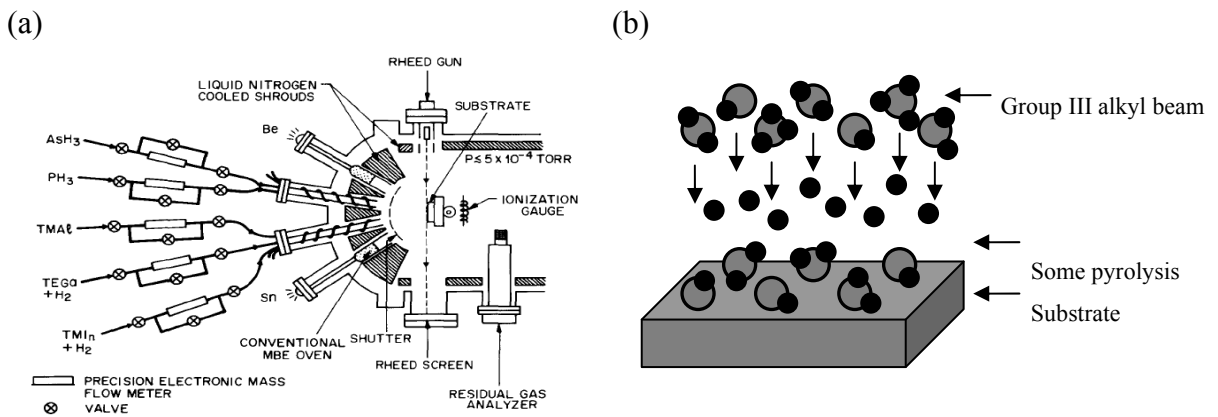 (a)
(b)
RHEED GUN
LIQUID NITROGEN
COOLED SHROUDS
SUBSTRATE
Be
AsH3
P≤ 5 x 10⁻⁴ TORR
PH3
IONIZATION
GAUGE
TMAl
TEGa
+ H2
Sn
TMIn
+ H2
CONVENTIONAL
MBE OVEN
SHUTTER
RHEED SCREEN
PRECISION ELECTRONIC MASS
FLOW METER
VALVE
RESIDUAL GAS
ANALYZER
Group III alkyl beam
Some pyrolysis
Substrate